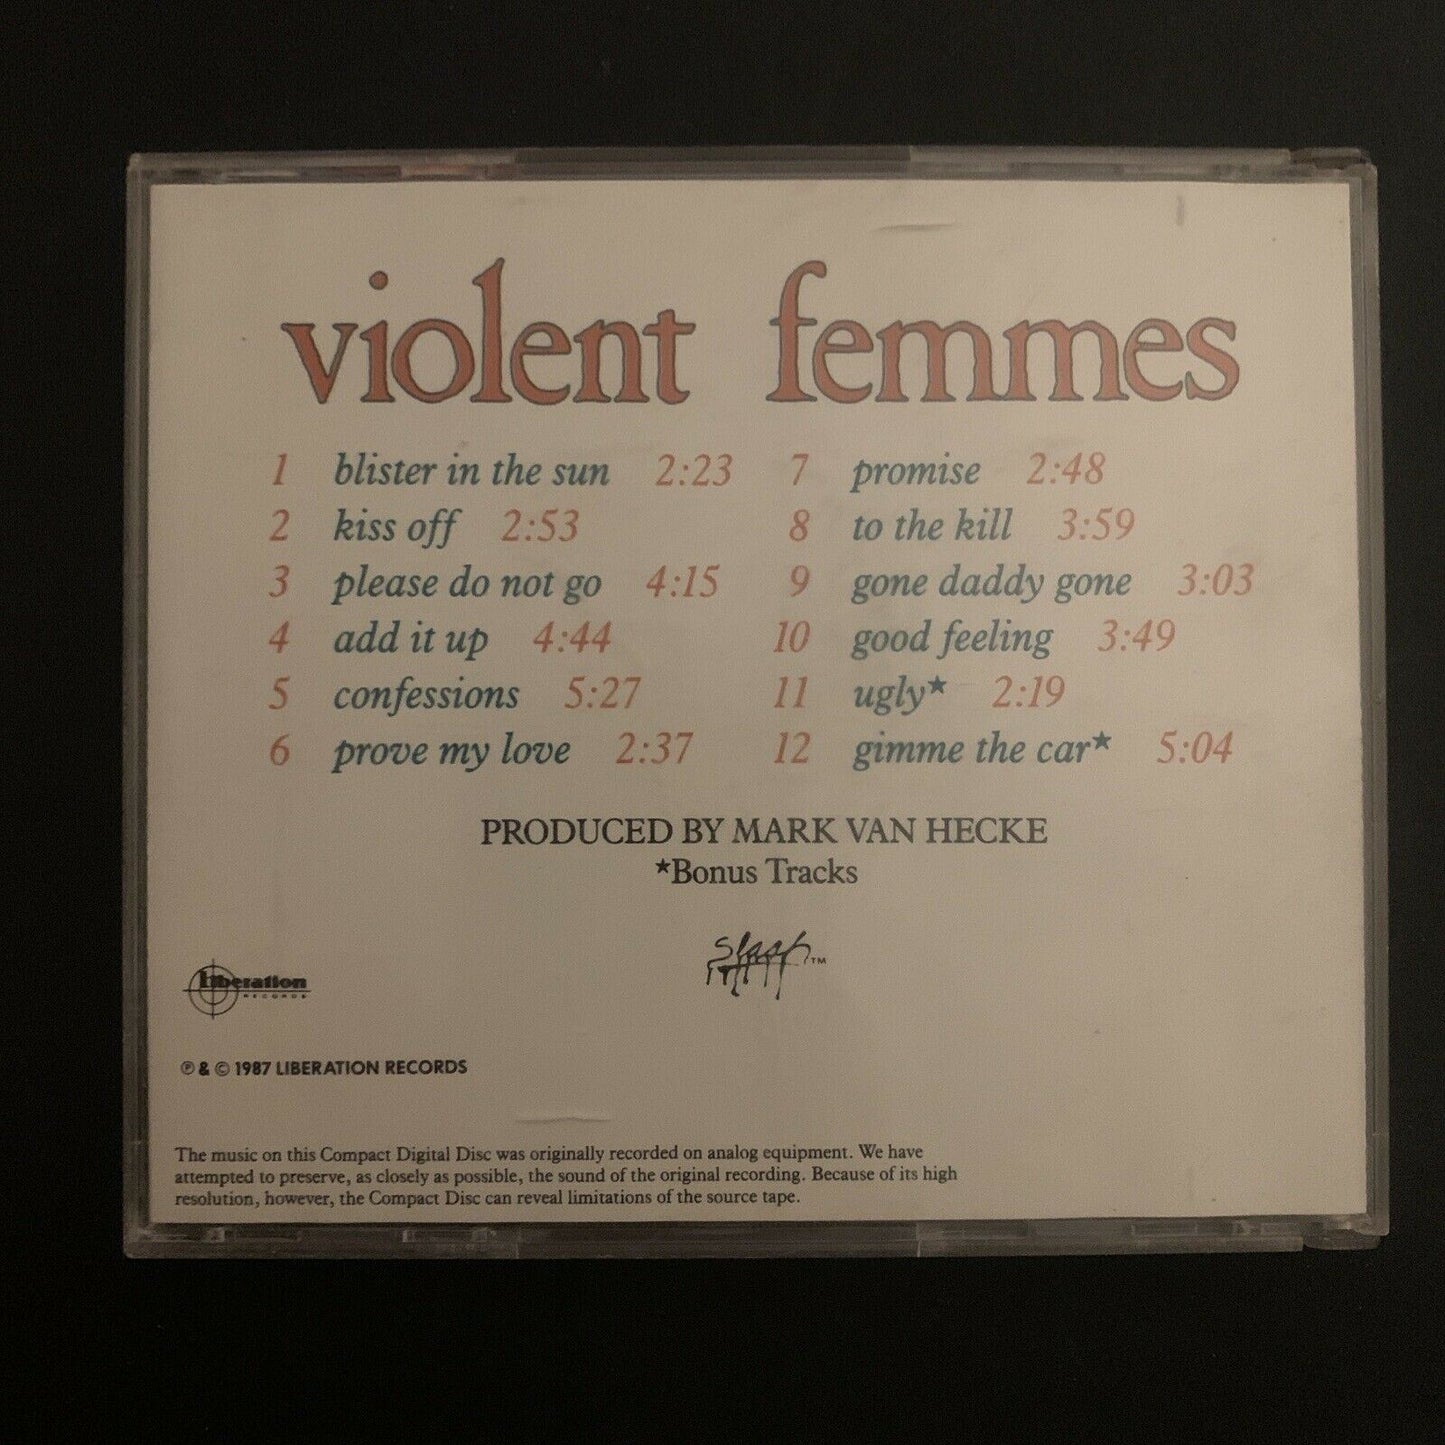 violent femmes
1 blister in the sun 2:23
2 kiss off 2:53
3 please do not go 4:15
4 add it up 4:44
5 confessions 5:27
6 prove my love 2:37
7 promise 2:48
8 to the kill 3:59
9 gone daddy gone 3:03
10 good feeling 3:49
11 ugly★ 2:19
12 gimme the car★ 5:04
PRODUCED BY MARK VAN HECKE
★Bonus Tracks
slash™
Liberation
RECORDS
℗ & © 1987 LIBERATION RECORDS
The music on this Compact Digital Disc was originally recorded on analog equipment. We have
attempted to preserve, as closely as possible, the sound of the original recording. Because of its high
resolution, however, the Compact Disc can reveal limitations of the source tape.